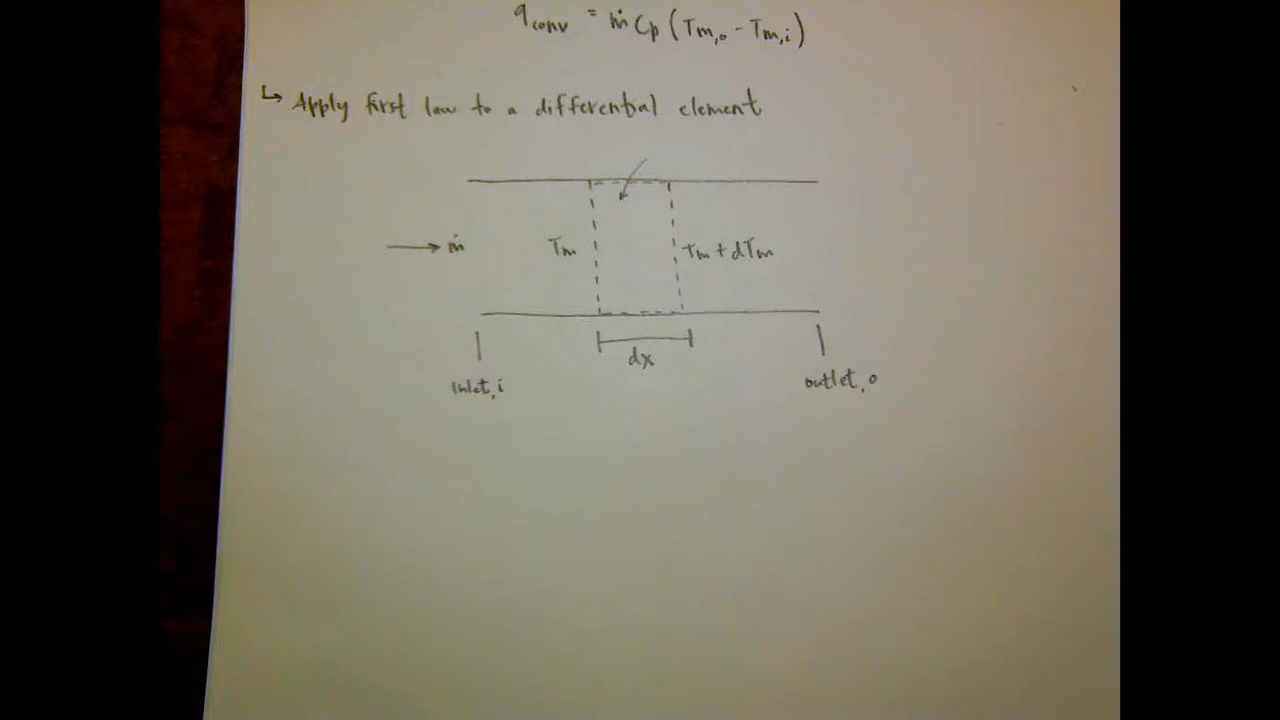 qconv = ṁ Cp (Tm,o - Tm,i)
↳ Apply first law to a differential element
ṁ Tm Tm + dTm
dx
Inlet, i outlet, o